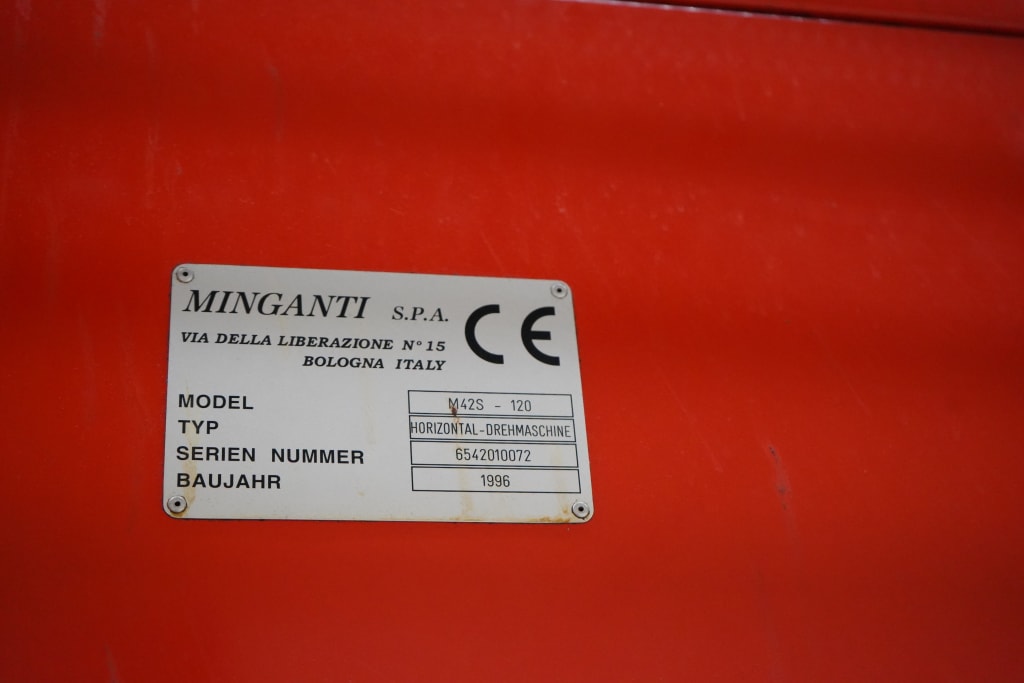 MINGANTI S.P.A.
VIA DELLA LIBERAZIONE N° 15
BOLOGNA ITALY
CE
MODEL M42S - 120
TYP HORIZONTAL-DREHMASCHINE
SERIEN NUMMER 6542010072
BAUJAHR 1996